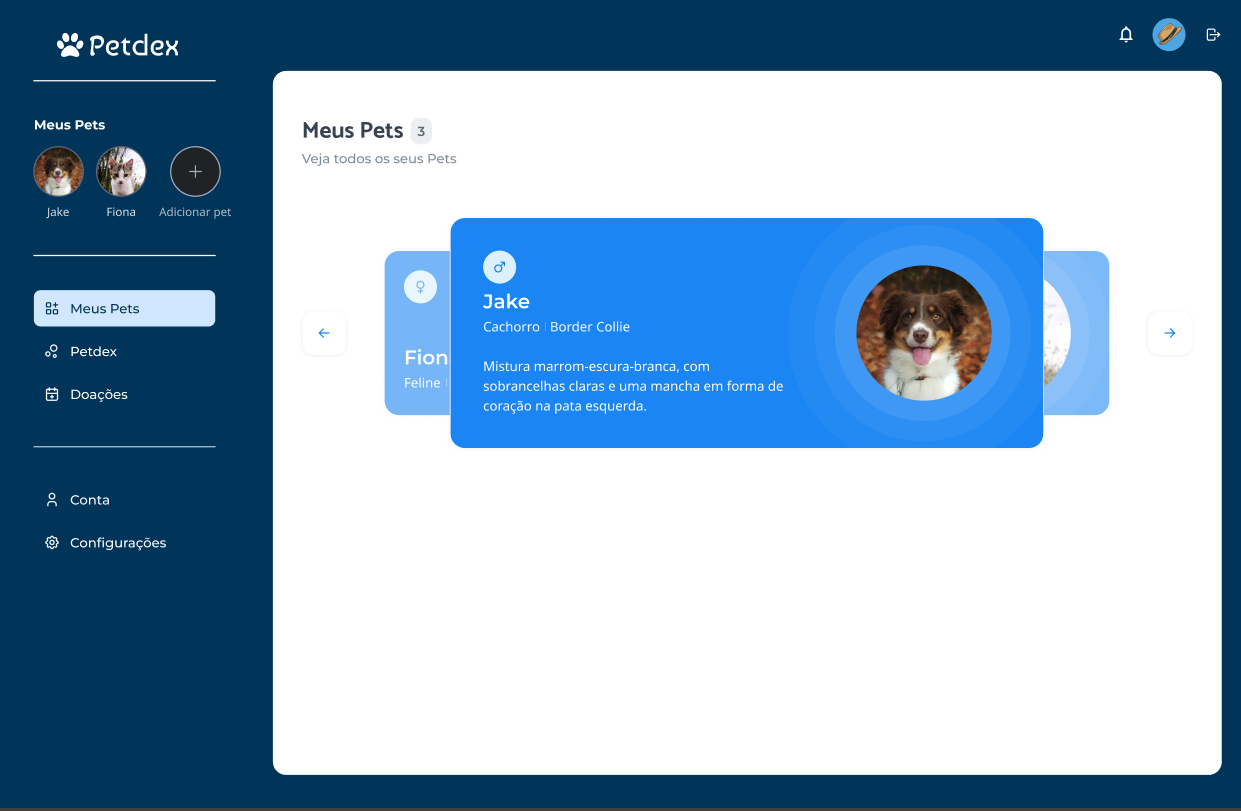 Petdex
Meus Pets
Jake
Fiona
Adicionar pet
Meus Pets
Petdex
Doações
Conta
Configurações
Meus Pets 3
Veja todos os seus Pets
Fion
Feline |
Jake
Cachorro | Border Collie
Mistura marrom-escura-branca, com
sobrancelhas claras e uma mancha em forma de
coração na pata esquerda.